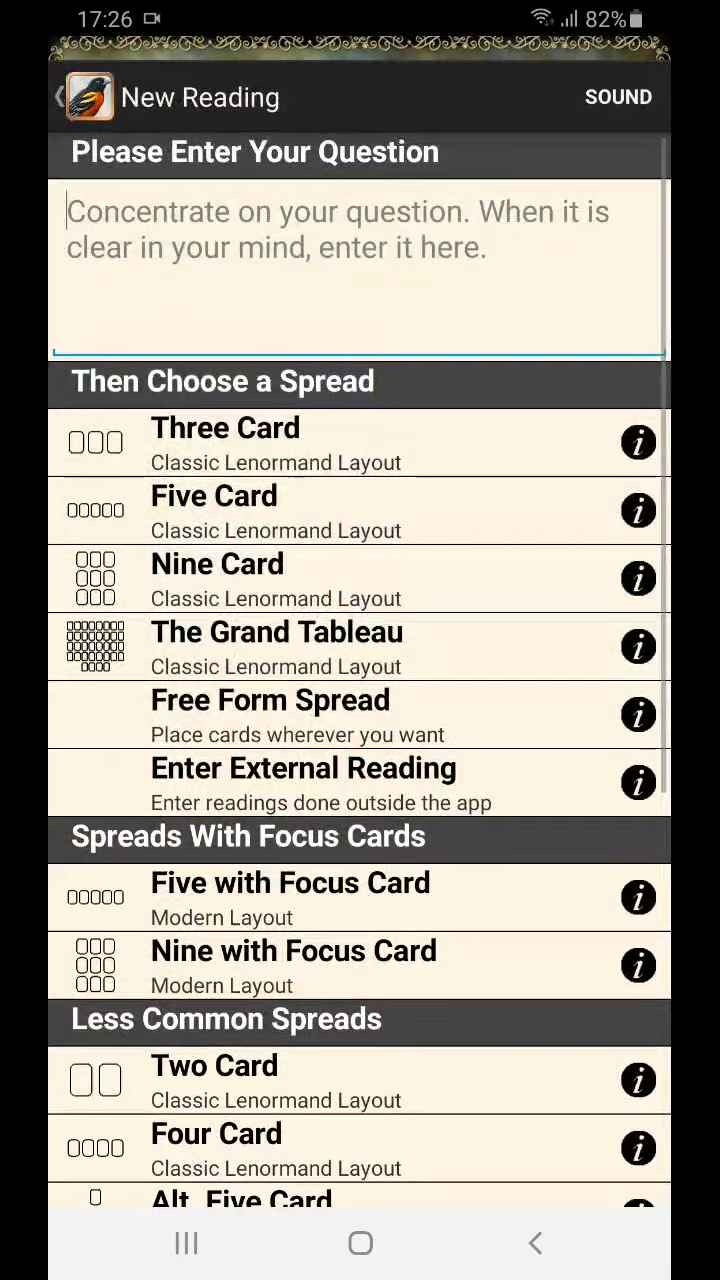 17:26
82%
New Reading
SOUND
Please Enter Your Question
Concentrate on your question. When it is
clear in your mind, enter it here.
Then Choose a Spread
Three Card
Classic Lenormand Layout
Five Card
Classic Lenormand Layout
Nine Card
Classic Lenormand Layout
The Grand Tableau
Classic Lenormand Layout
Free Form Spread
Place cards wherever you want
Enter External Reading
Enter readings done outside the app
Spreads With Focus Cards
Five with Focus Card
Modern Layout
Nine with Focus Card
Modern Layout
Less Common Spreads
Two Card
Classic Lenormand Layout
Four Card
Classic Lenormand Layout
Alt. Five Card